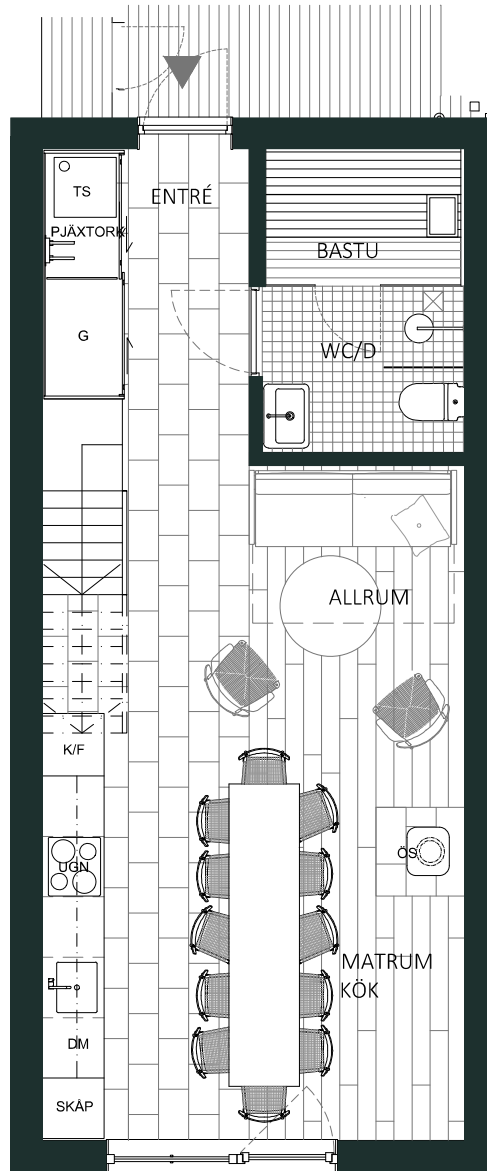 TS
ENTRÉ
PJÄXTORK
BASTU
G
WC/D
ALLRUM
K/F
UGN
ÖS
MATRUM
KÖK
DM
SKÅP